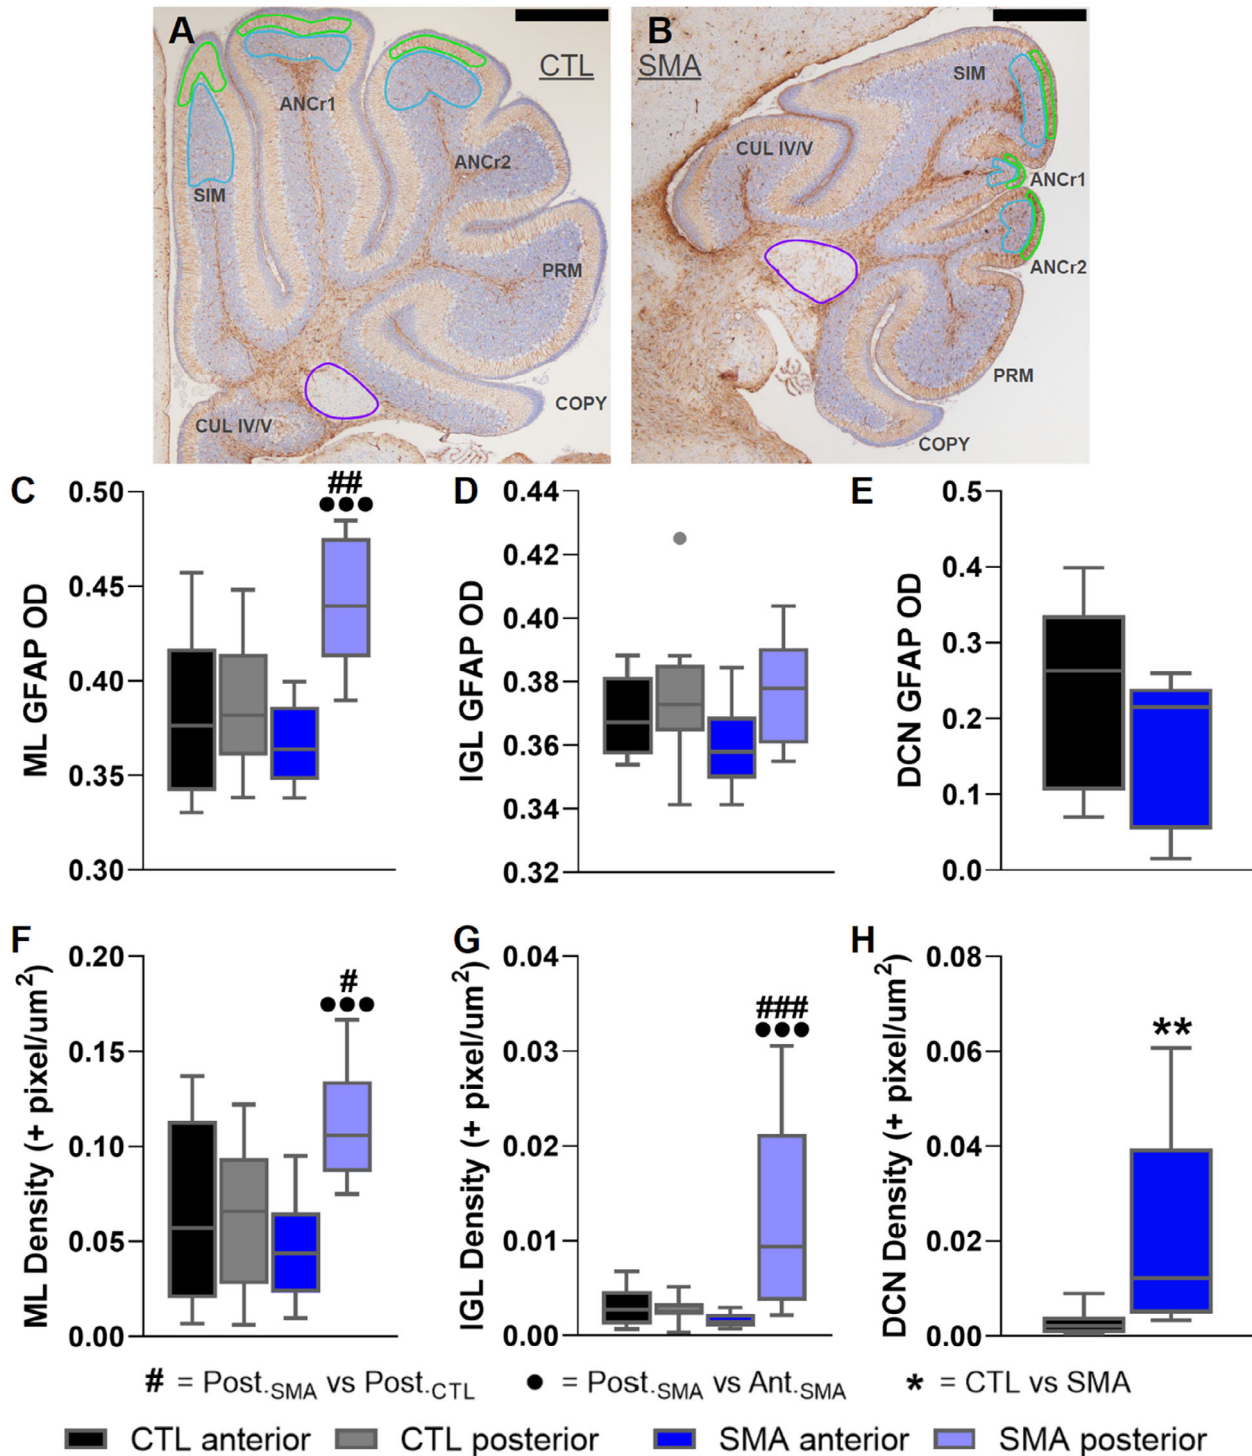 A
CTL
SIM
ANCr1
ANCr2
PRM
COPY
CUL IV/V
B
SMA
SIM
CUL IV/V
ANCr1
ANCr2
PRM
COPY
C
ML GFAP OD
0.50
0.45
0.40
0.35
0.30
##
●●●
D
IGL GFAP OD
0.44
0.42
0.40
0.38
0.36
0.34
0.32
E
DCN GFAP OD
0.5
0.4
0.3
0.2
0.1
0.0
F
ML Density (+ pixel/um²)
0.20
0.15
0.10
0.05
0.00
#
●●●
G
IGL Density (+ pixel/um²)
0.04
0.03
0.02
0.01
0.00
###
●●●
H
DCN Density (+ pixel/um²)
0.08
0.06
0.04
0.02
0.00
**
# = Post.SMA vs Post.CTL
● = Post.SMA vs Ant.SMA
* = CTL vs SMA
CTL anterior
CTL posterior
SMA anterior
SMA posterior